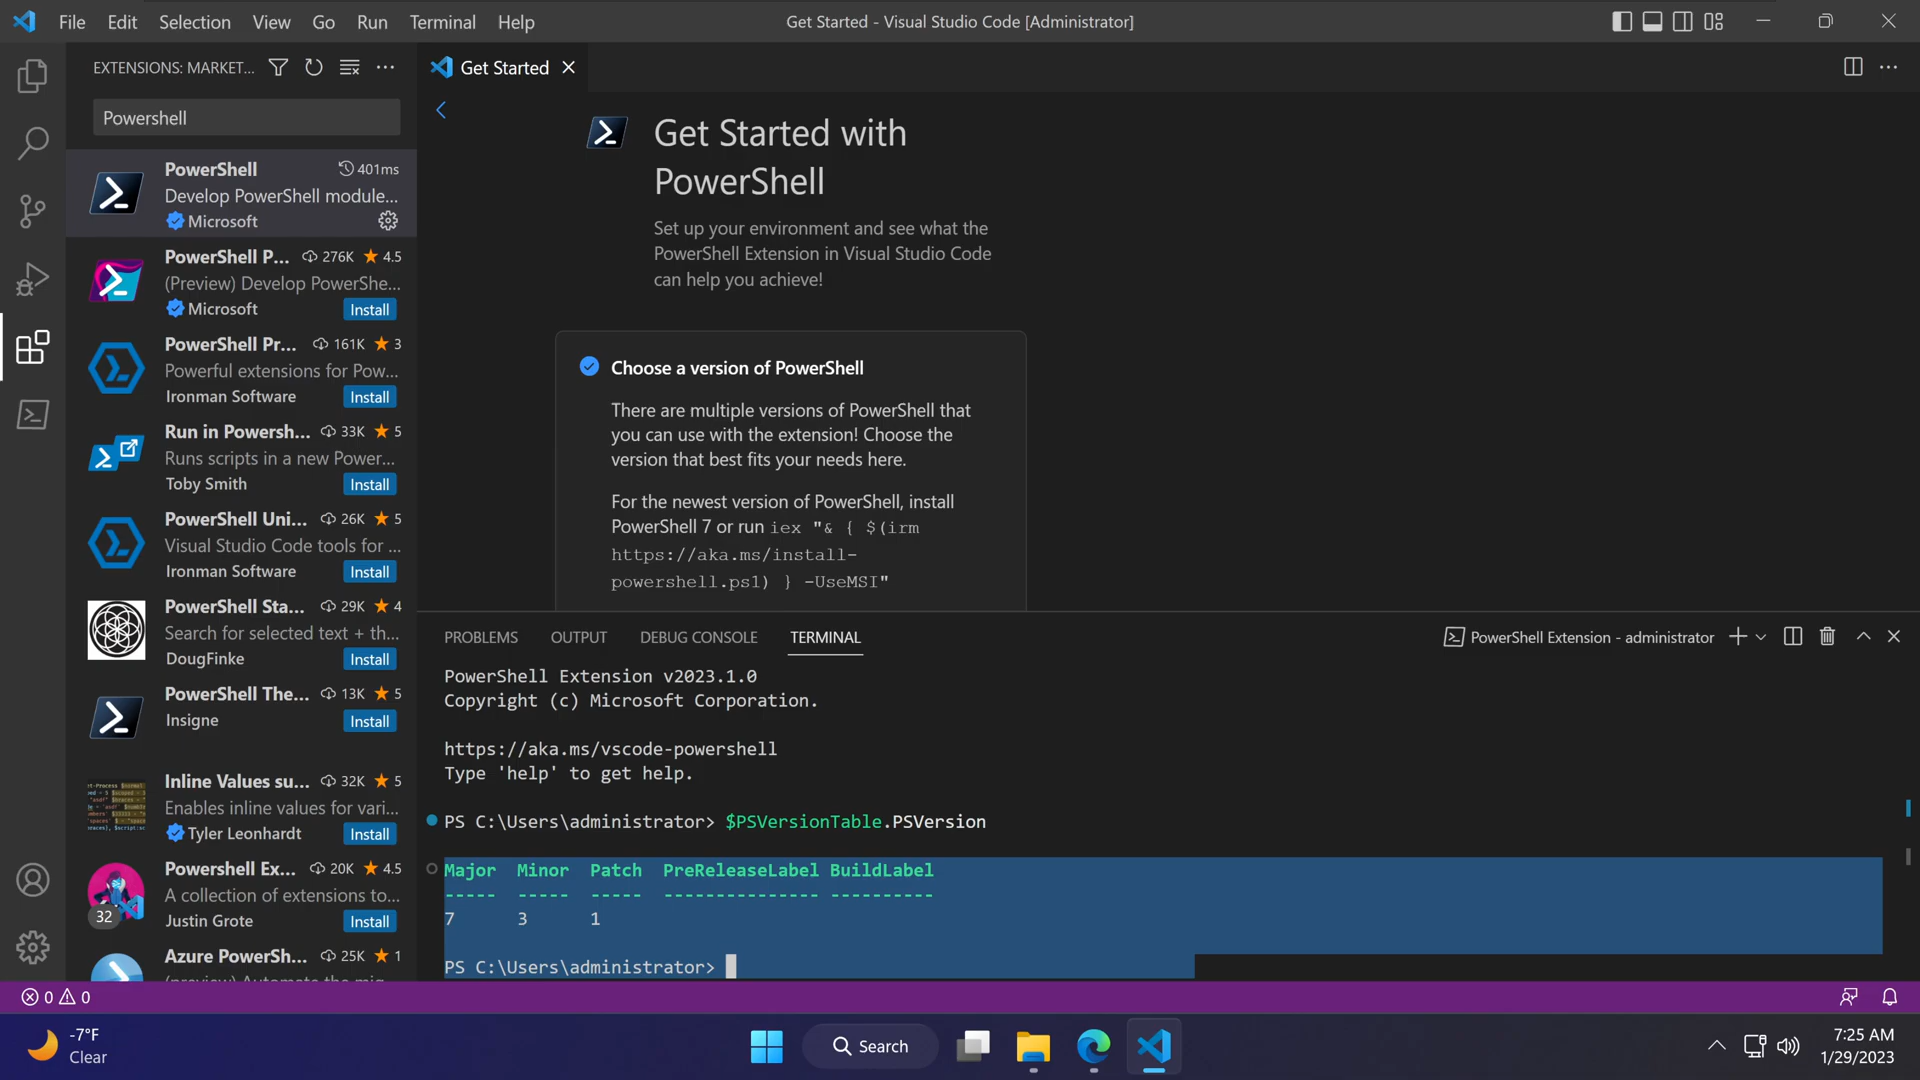 File Edit Selection View Go Run Terminal Help
Get Started - Visual Studio Code [Administrator]
EXTENSIONS: MARKET...
Powershell
PowerShell 401ms
Develop PowerShell module...
Microsoft
PowerShell P... 276K 4.5
(Preview) Develop PowerShe...
Microsoft Install
PowerShell Pr... 161K 3
Powerful extensions for Pow...
Ironman Software Install
Run in Powersh... 33K 5
Runs scripts in a new Power...
Toby Smith Install
PowerShell Uni... 26K 5
Visual Studio Code tools for ...
Ironman Software Install
PowerShell Sta... 29K 4
Search for selected text + th...
DougFinke Install
PowerShell The... 13K 5
Insigne Install
Inline Values su... 32K 5
Enables inline values for vari...
Tyler Leonhardt Install
Powershell Ex... 20K 4.5
A collection of extensions to...
32
Justin Grote Install
Azure PowerSh... 25K 1
Get Started
Get Started with
PowerShell
Set up your environment and see what the
PowerShell Extension in Visual Studio Code
can help you achieve!
Choose a version of PowerShell
There are multiple versions of PowerShell that
you can use with the extension! Choose the
version that best fits your needs here.
For the newest version of PowerShell, install
PowerShell 7 or run iex "& { $(irm
https://aka.ms/install-
powershell.ps1) } -UseMSI"
PROBLEMS OUTPUT DEBUG CONSOLE TERMINAL
PowerShell Extension - administrator
PowerShell Extension v2023.1.0
Copyright (c) Microsoft Corporation.
https://aka.ms/vscode-powershell
Type 'help' to get help.
PS C:\Users\administrator> $PSVersionTable.PSVersion
Major Minor Patch PreReleaseLabel BuildLabel
----- ----- ----- --------------- ----------
7 3 1
PS C:\Users\administrator>
0 0
-7°F
Clear
Search
7:25 AM
1/29/2023